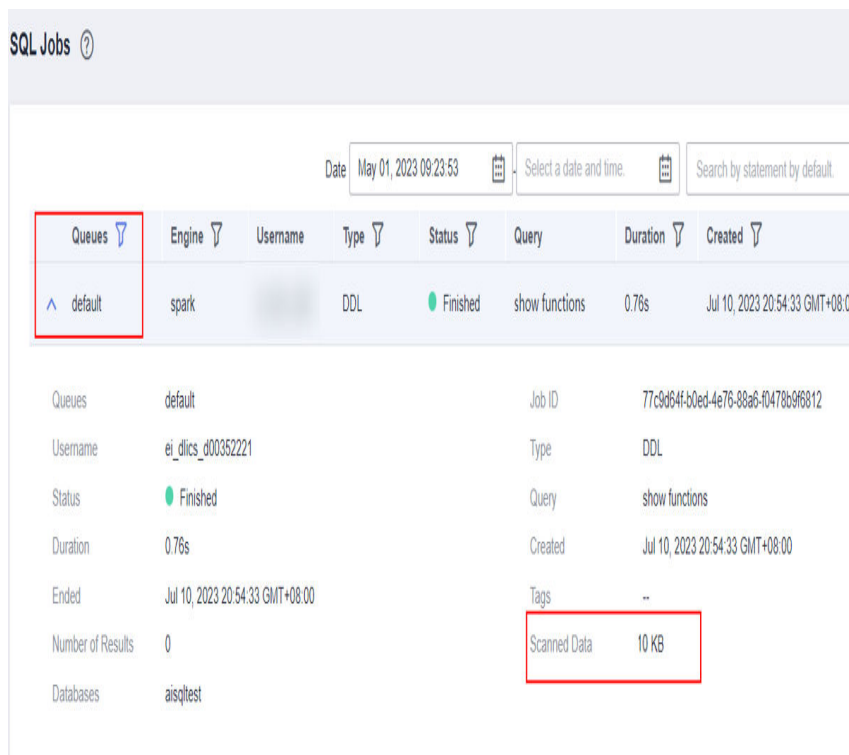 SQL Jobs ?
Date May 01, 2023 09:23:53 - Select a date and time. Search by statement by default.
Queues Engine Username Type Status Query Duration Created
default spark DDL Finished show functions 0.76s Jul 10, 2023 20:54:33 GMT+08:0
Queues default Job ID 77c9d64f-b0ed-4e76-88a6-f0478b9f6812
Username ei_dlics_d00352221 Type DDL
Status Finished Query show functions
Duration 0.76s Created Jul 10, 2023 20:54:33 GMT+08:00
Ended Jul 10, 2023 20:54:33 GMT+08:00 Tags --
Number of Results 0 Scanned Data 10 KB
Databases aisqltest